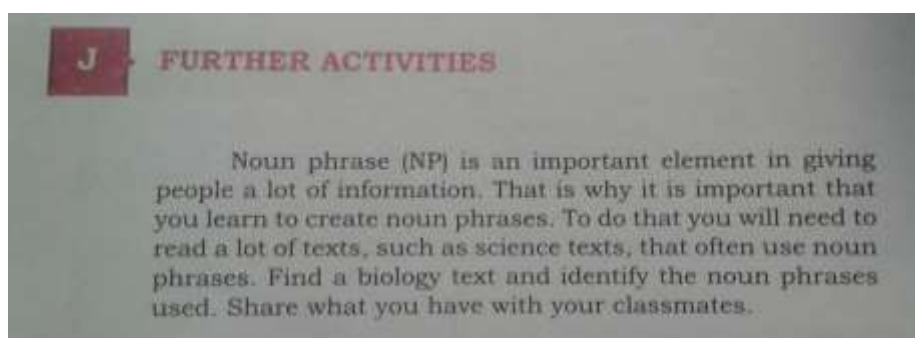 J FURTHER ACTIVITIES
Noun phrase (NP) is an important element in giving
people a lot of information. That is why it is important that
you learn to create noun phrases. To do that you will need to
read a lot of texts, such as science texts, that often use noun
phrases. Find a biology text and identify the noun phrases
used. Share what you have with your classmates.